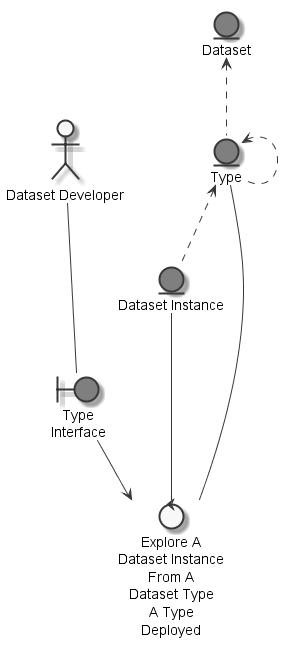 Dataset
Dataset Developer
Type
Dataset Instance
Type
Interface
Explore A
Dataset Instance
From A
Dataset Type
A Type
Deployed